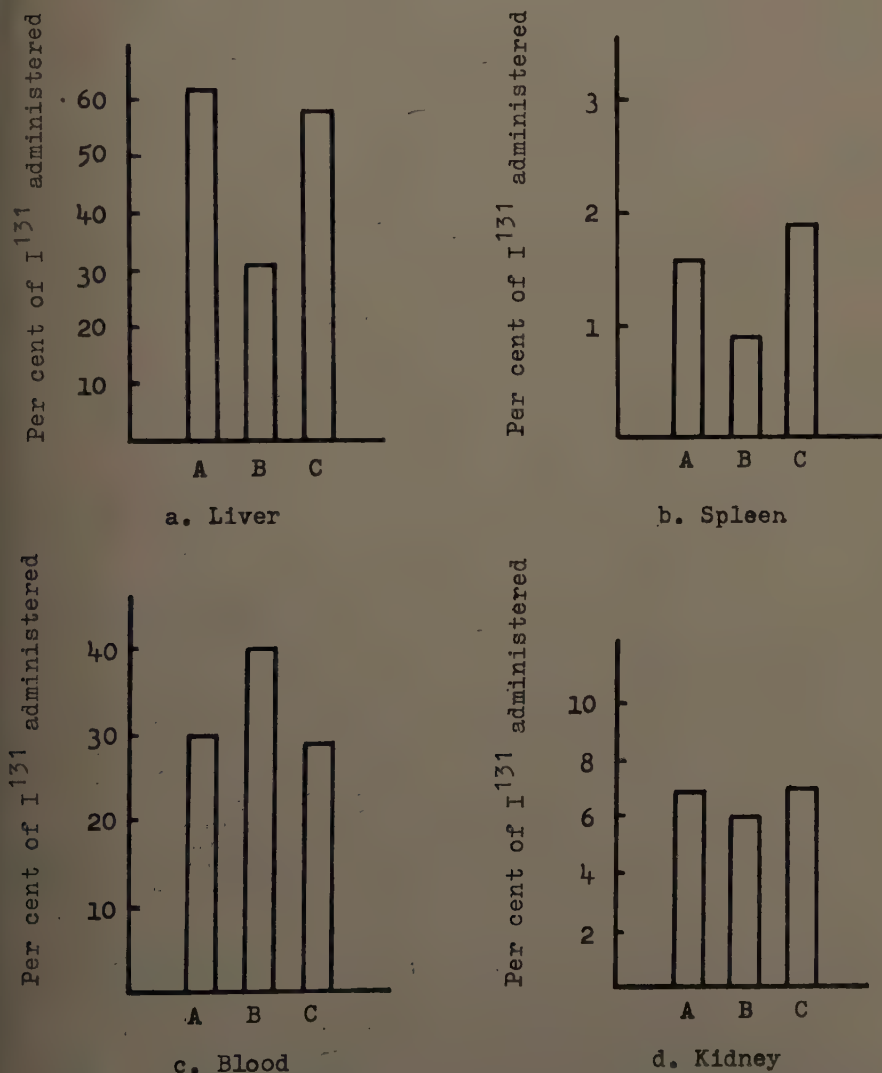 Per cent of I131 administered
60
50
40
30
20
10
A B C
a. Liver
Per cent of I131 administered
3
2
1
A B C
b. Spleen
Per cent of I131 administered
40
30
20
10
A B C
c. Blood
Per cent of I131 administered
10
8
6
4
2
A B C
d. Kidney